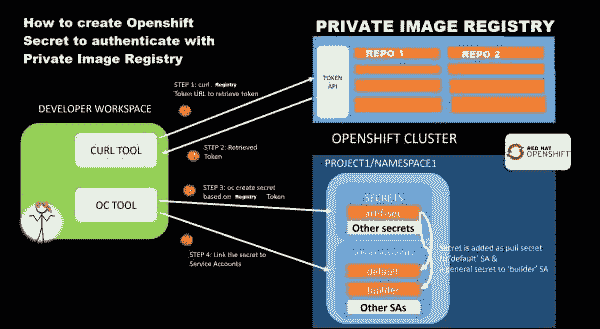 How to create Openshift
Secret to authenticate with
Private Image Registry
PRIVATE IMAGE REGISTRY
REPO 1
REPO 2
TOKEN
API
STEP 1: curl Registry
Token URL to retrieve token
DEVELOPER WORKSPACE
CURL TOOL
STEP 2: Retrieved
Token
OPENSHIFT CLUSTER
RED HAT
OPENSHIFT
PROJECT1/NAMESPACE1
STEP 3: oc create secret
based on Registry Token
OC TOOL
SECRETS
Other secrets
STEP 4: Link the secret to
Service Accounts
default
builder
Other SAs
Secret is added as pull secret
'default' SA &
general secret to 'builder' SA